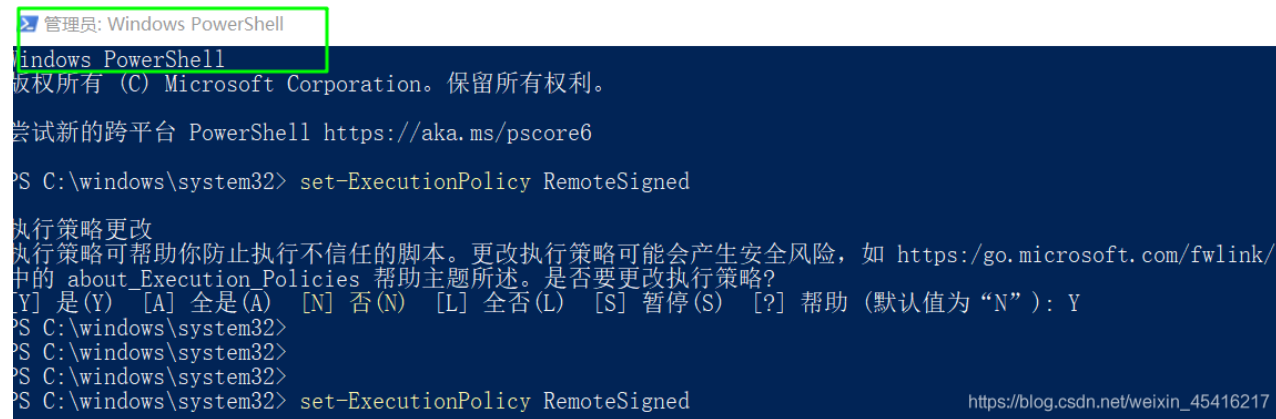 管理员: Windows PowerShell
Windows PowerShell
版权所有 (C) Microsoft Corporation。保留所有权利。
尝试新的跨平台 PowerShell https://aka.ms/pscore6
PS C:\windows\system32> set-ExecutionPolicy RemoteSigned
执行策略更改
执行策略可帮助你防止执行不信任的脚本。更改执行策略可能会产生安全风险，如 https:/go.microsoft.com/fwlink/
中的 about_Execution_Policies 帮助主题所述。是否要更改执行策略?
[Y] 是(Y)  [A] 全是(A)  [N] 否(N)  [L] 全否(L)  [S] 暂停(S)  [?] 帮助 (默认值为“N”): Y
PS C:\windows\system32>
PS C:\windows\system32>
PS C:\windows\system32>
PS C:\windows\system32> set-ExecutionPolicy RemoteSigned
https://blog.csdn.net/weixin_45416217